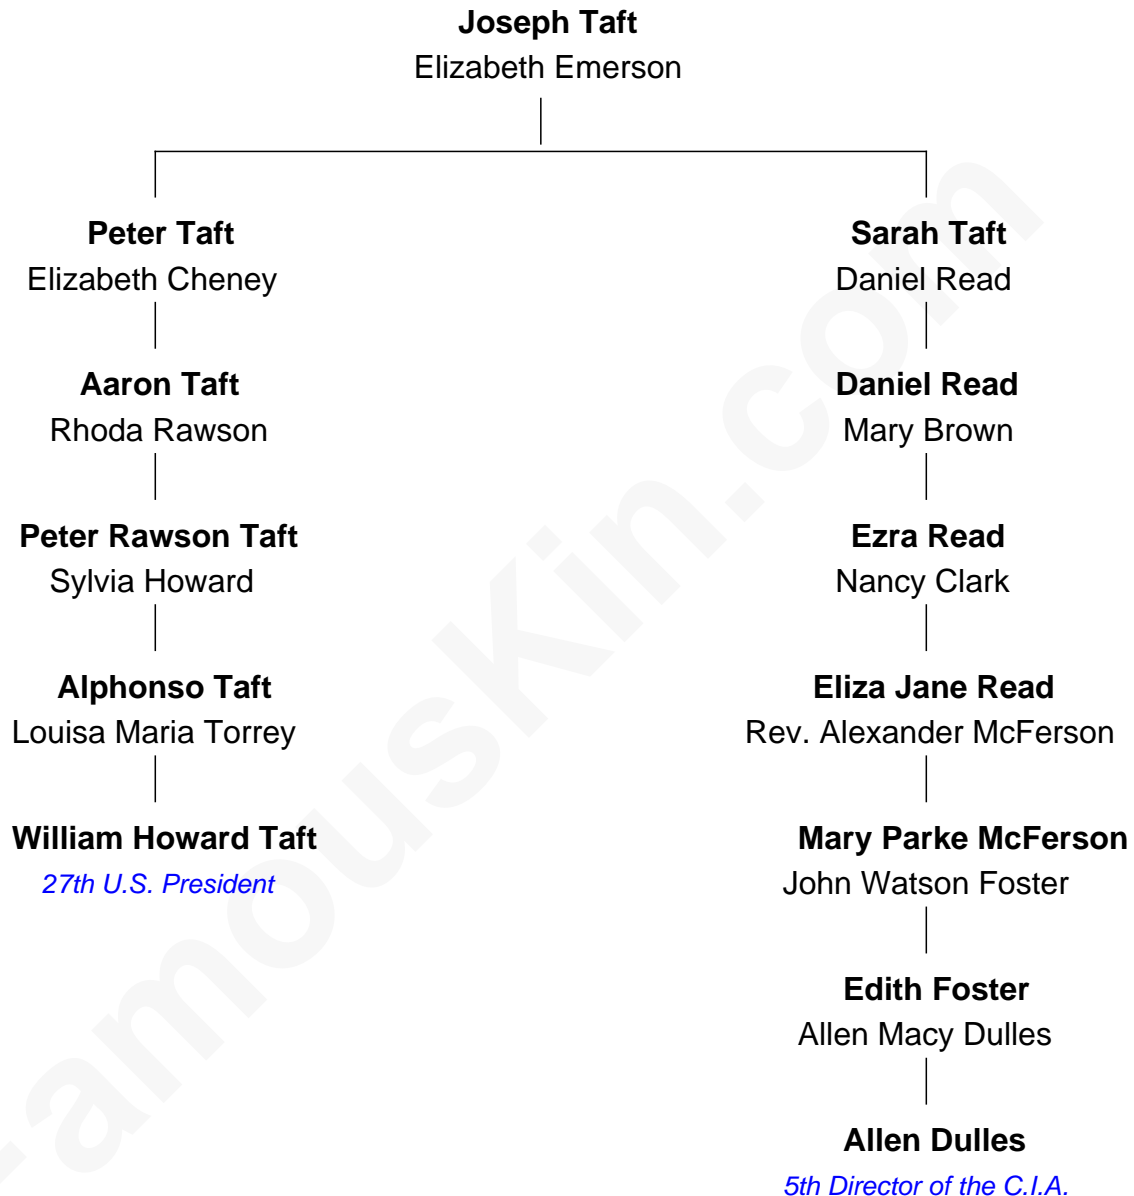 Joseph Taft
Elizabeth Emerson
Peter Taft
Elizabeth Cheney
Sarah Taft
Daniel Read
Aaron Taft
Rhoda Rawson
Daniel Read
Mary Brown
Peter Rawson Taft
Sylvia Howard
Ezra Read
Nancy Clark
Alphonso Taft
Louisa Maria Torrey
Eliza Jane Read
Rev. Alexander McFerson
William Howard Taft
27th U.S. President
Mary Parke McFerson
John Watson Foster
Edith Foster
Allen Macy Dulles
Allen Dulles
5th Director of the C.I.A.
FamousKin.com